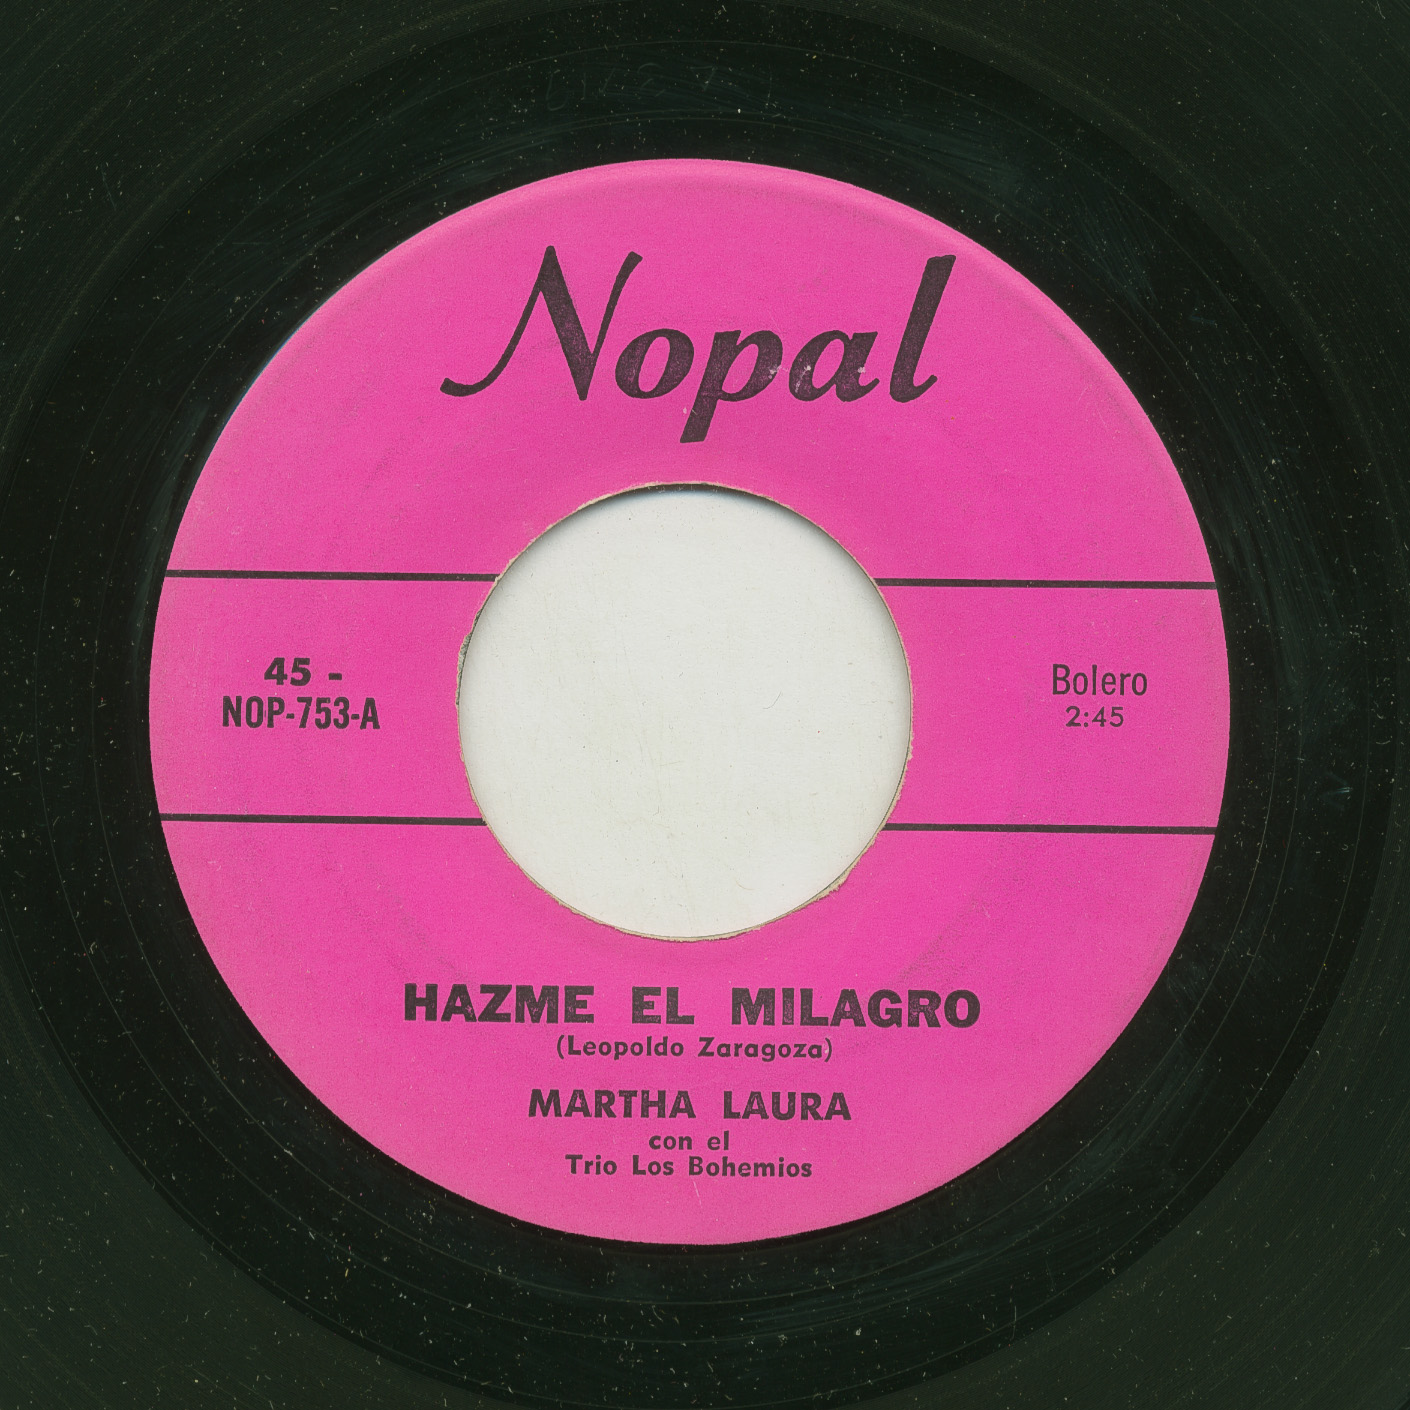 Nopal
45 -
NOP-753-A
Bolero
2:45
HAZME EL MILAGRO
(Leopoldo Zaragoza)
MARTHA LAURA
con el
Trio Los Bohemios